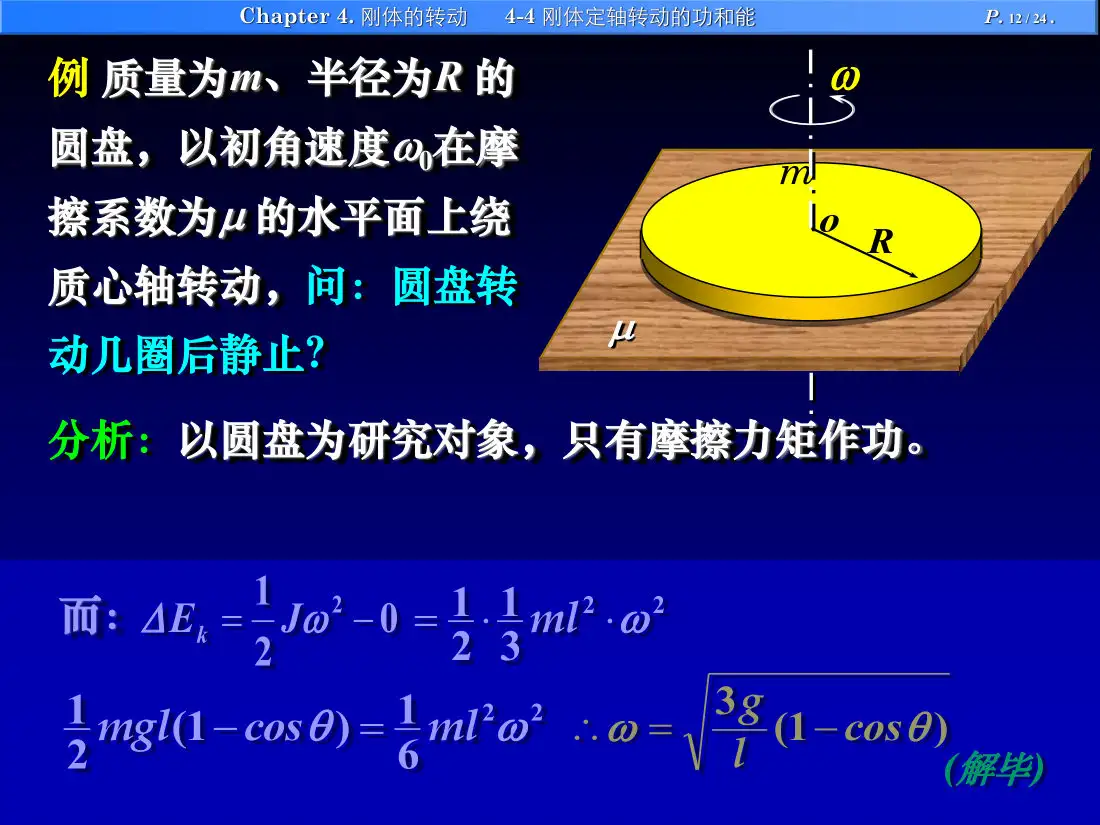 Chapter 4. 刚体的转动 4-4 刚体定轴转动的功和能 P. 12 / 24 .
例 质量为m、半径为R 的
圆盘，以初角速度ω0在摩
擦系数为μ 的水平面上绕
质心轴转动，问：圆盘转
动几圈后静止？
ω
m
o
R
μ
分析：以圆盘为研究对象，只有摩擦力矩作功。
而：ΔE_k = 1/2 Jω² − 0 = 1/2 · 1/3 ml² · ω²
1/2 mgl(1 − cosθ) = 1/6 ml²ω² ∴ω = √(3g/l (1 − cosθ))
(解毕)